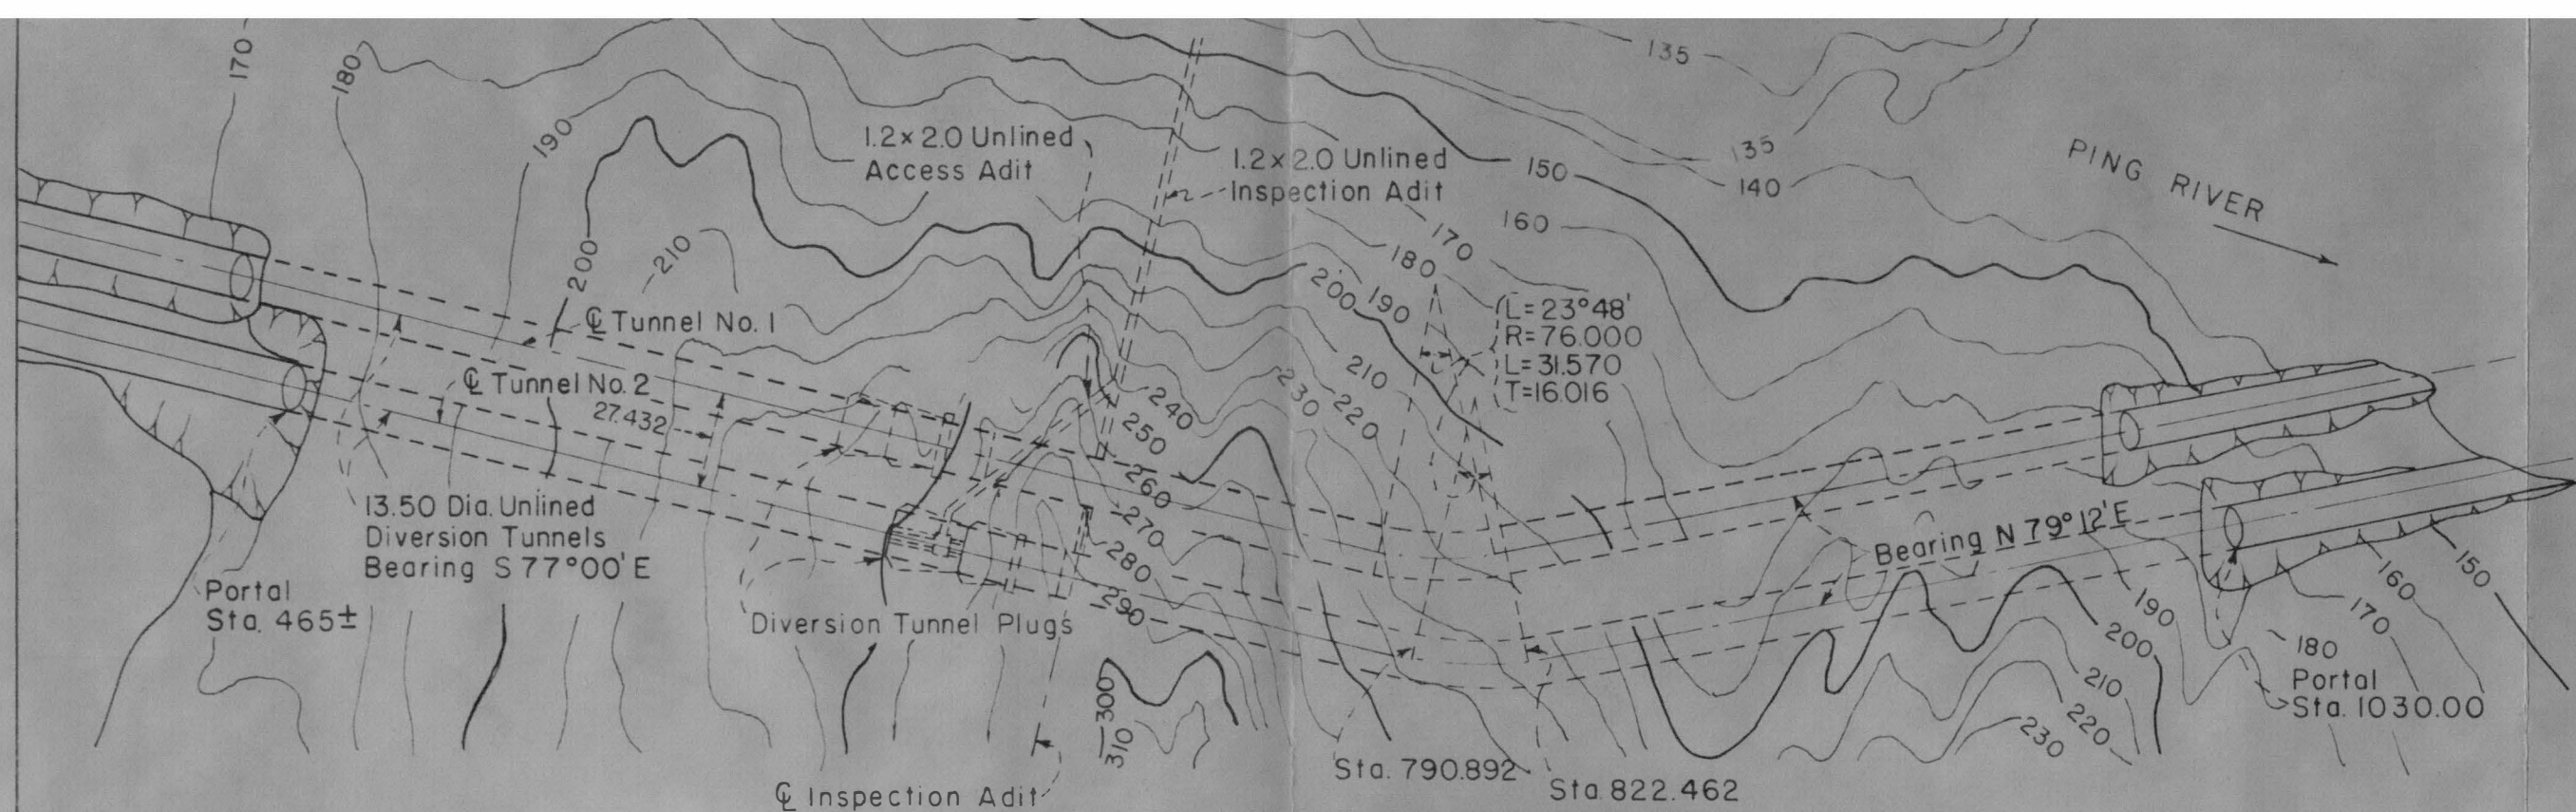 170
180
190
200
210
135
135
140
150
160
170
180
190
200
210
220
230
240
250
260
270
280
290
300
310
PING RIVER
1.2 x 2.0 Unlined
Access Adit
1.2 x 2.0 Unlined
Inspection Adit
L=23°48'
R=76.000
L=31.570
T=16.016
℄ Tunnel No. 1
℄ Tunnel No. 2
27.432
13.50 Dia. Unlined
Diversion Tunnels
Bearing S 77°00' E
Portal
Sta. 465±
Diversion Tunnel Plugs
℄ Inspection Adit
Bearing N 79°12' E
Sta. 790.892
Sta. 822.462
150
160
170
180
190
200
210
220
230
Portal
Sta. 1030.00